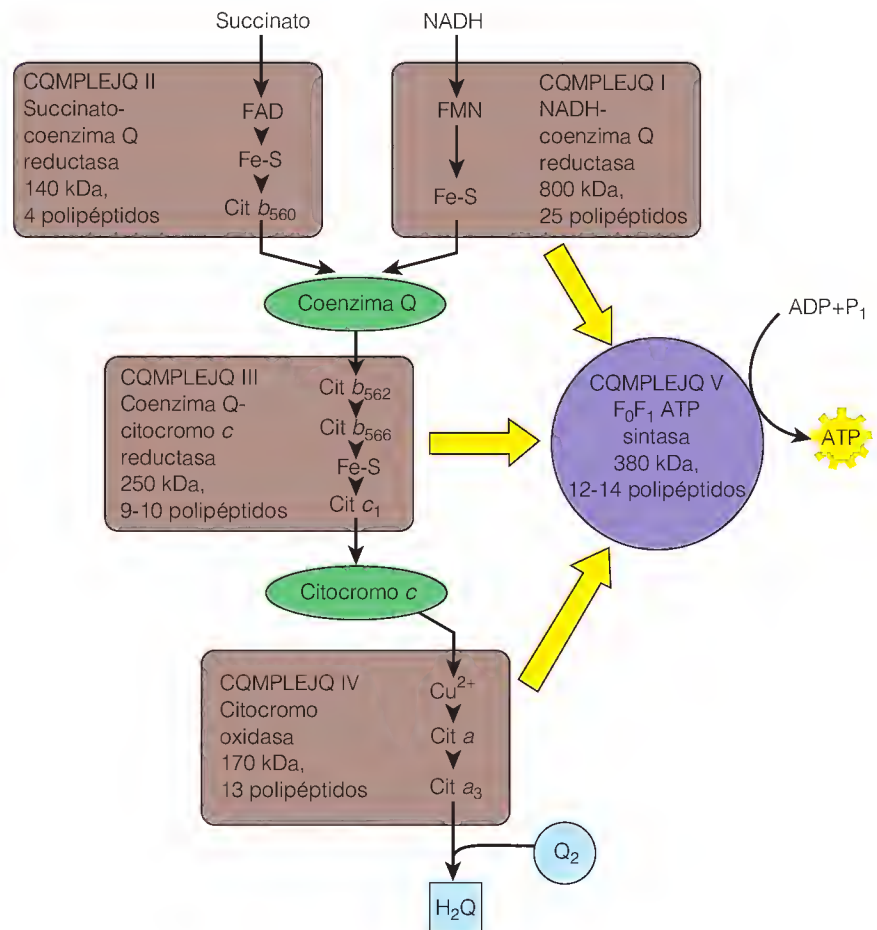 Succinato
NADH
CQMPLEJQ II
Succinato-
coenzima Q
reductasa
140 kDa,
4 polipéptidos
FAD
Fe-S
Cit b₅₆₀
FMN
Fe-S
CQMPLEJQ I
NADH-
coenzima Q
reductasa
800 kDa,
25 polipéptidos
Coenzima Q
CQMPLEJQ III
Coenzima Q-
citocromo c
reductasa
250 kDa,
9-10 polipéptidos
Cit b₅₆₂
Cit b₅₆₆
Fe-S
Cit c₁
CQMPLEJQ V
F₀F₁ ATP
sintasa
380 kDa,
12-14 polipéptidos
ADP+P₁
ATP
Citocromo c
CQMPLEJQ IV
Citocromo
oxidasa
170 kDa,
13 polipéptidos
Cu²⁺
Cit a
Cit a₃
Q₂
H₂Q